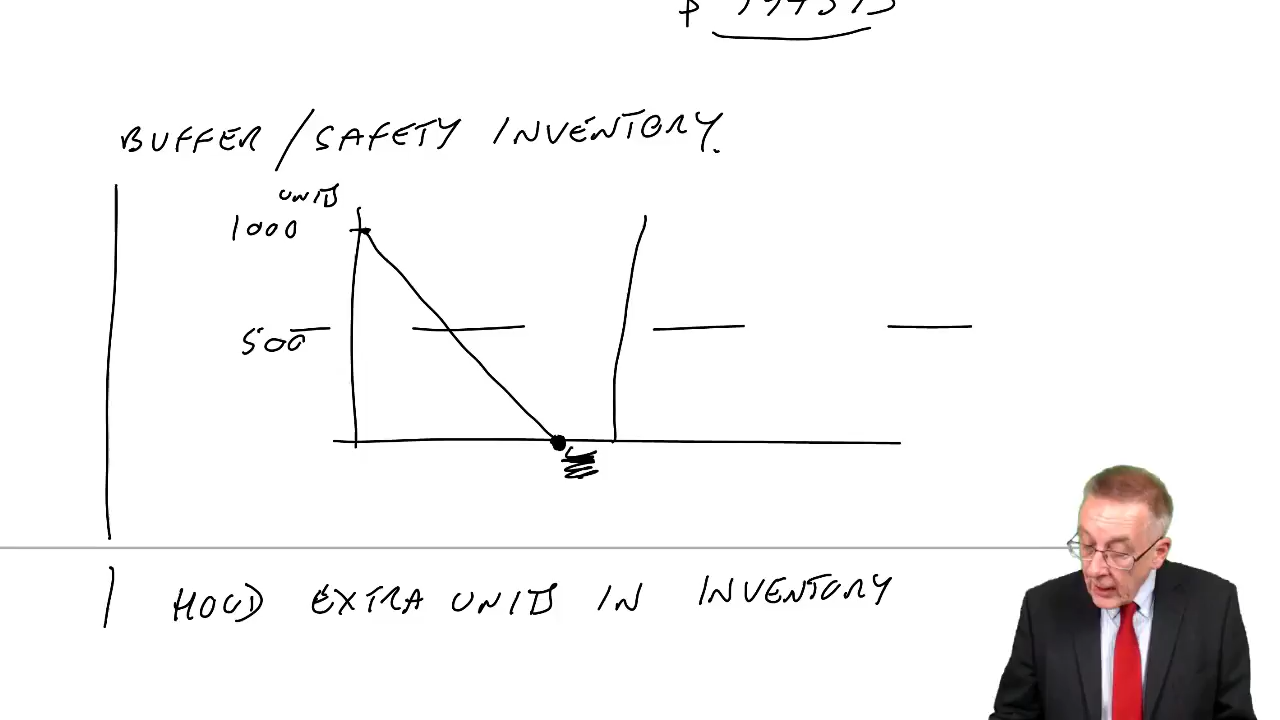 BUFFER / SAFETY INVENTORY.
UNITS
1000
500
HOLD EXTRA UNITS IN INVENTORY